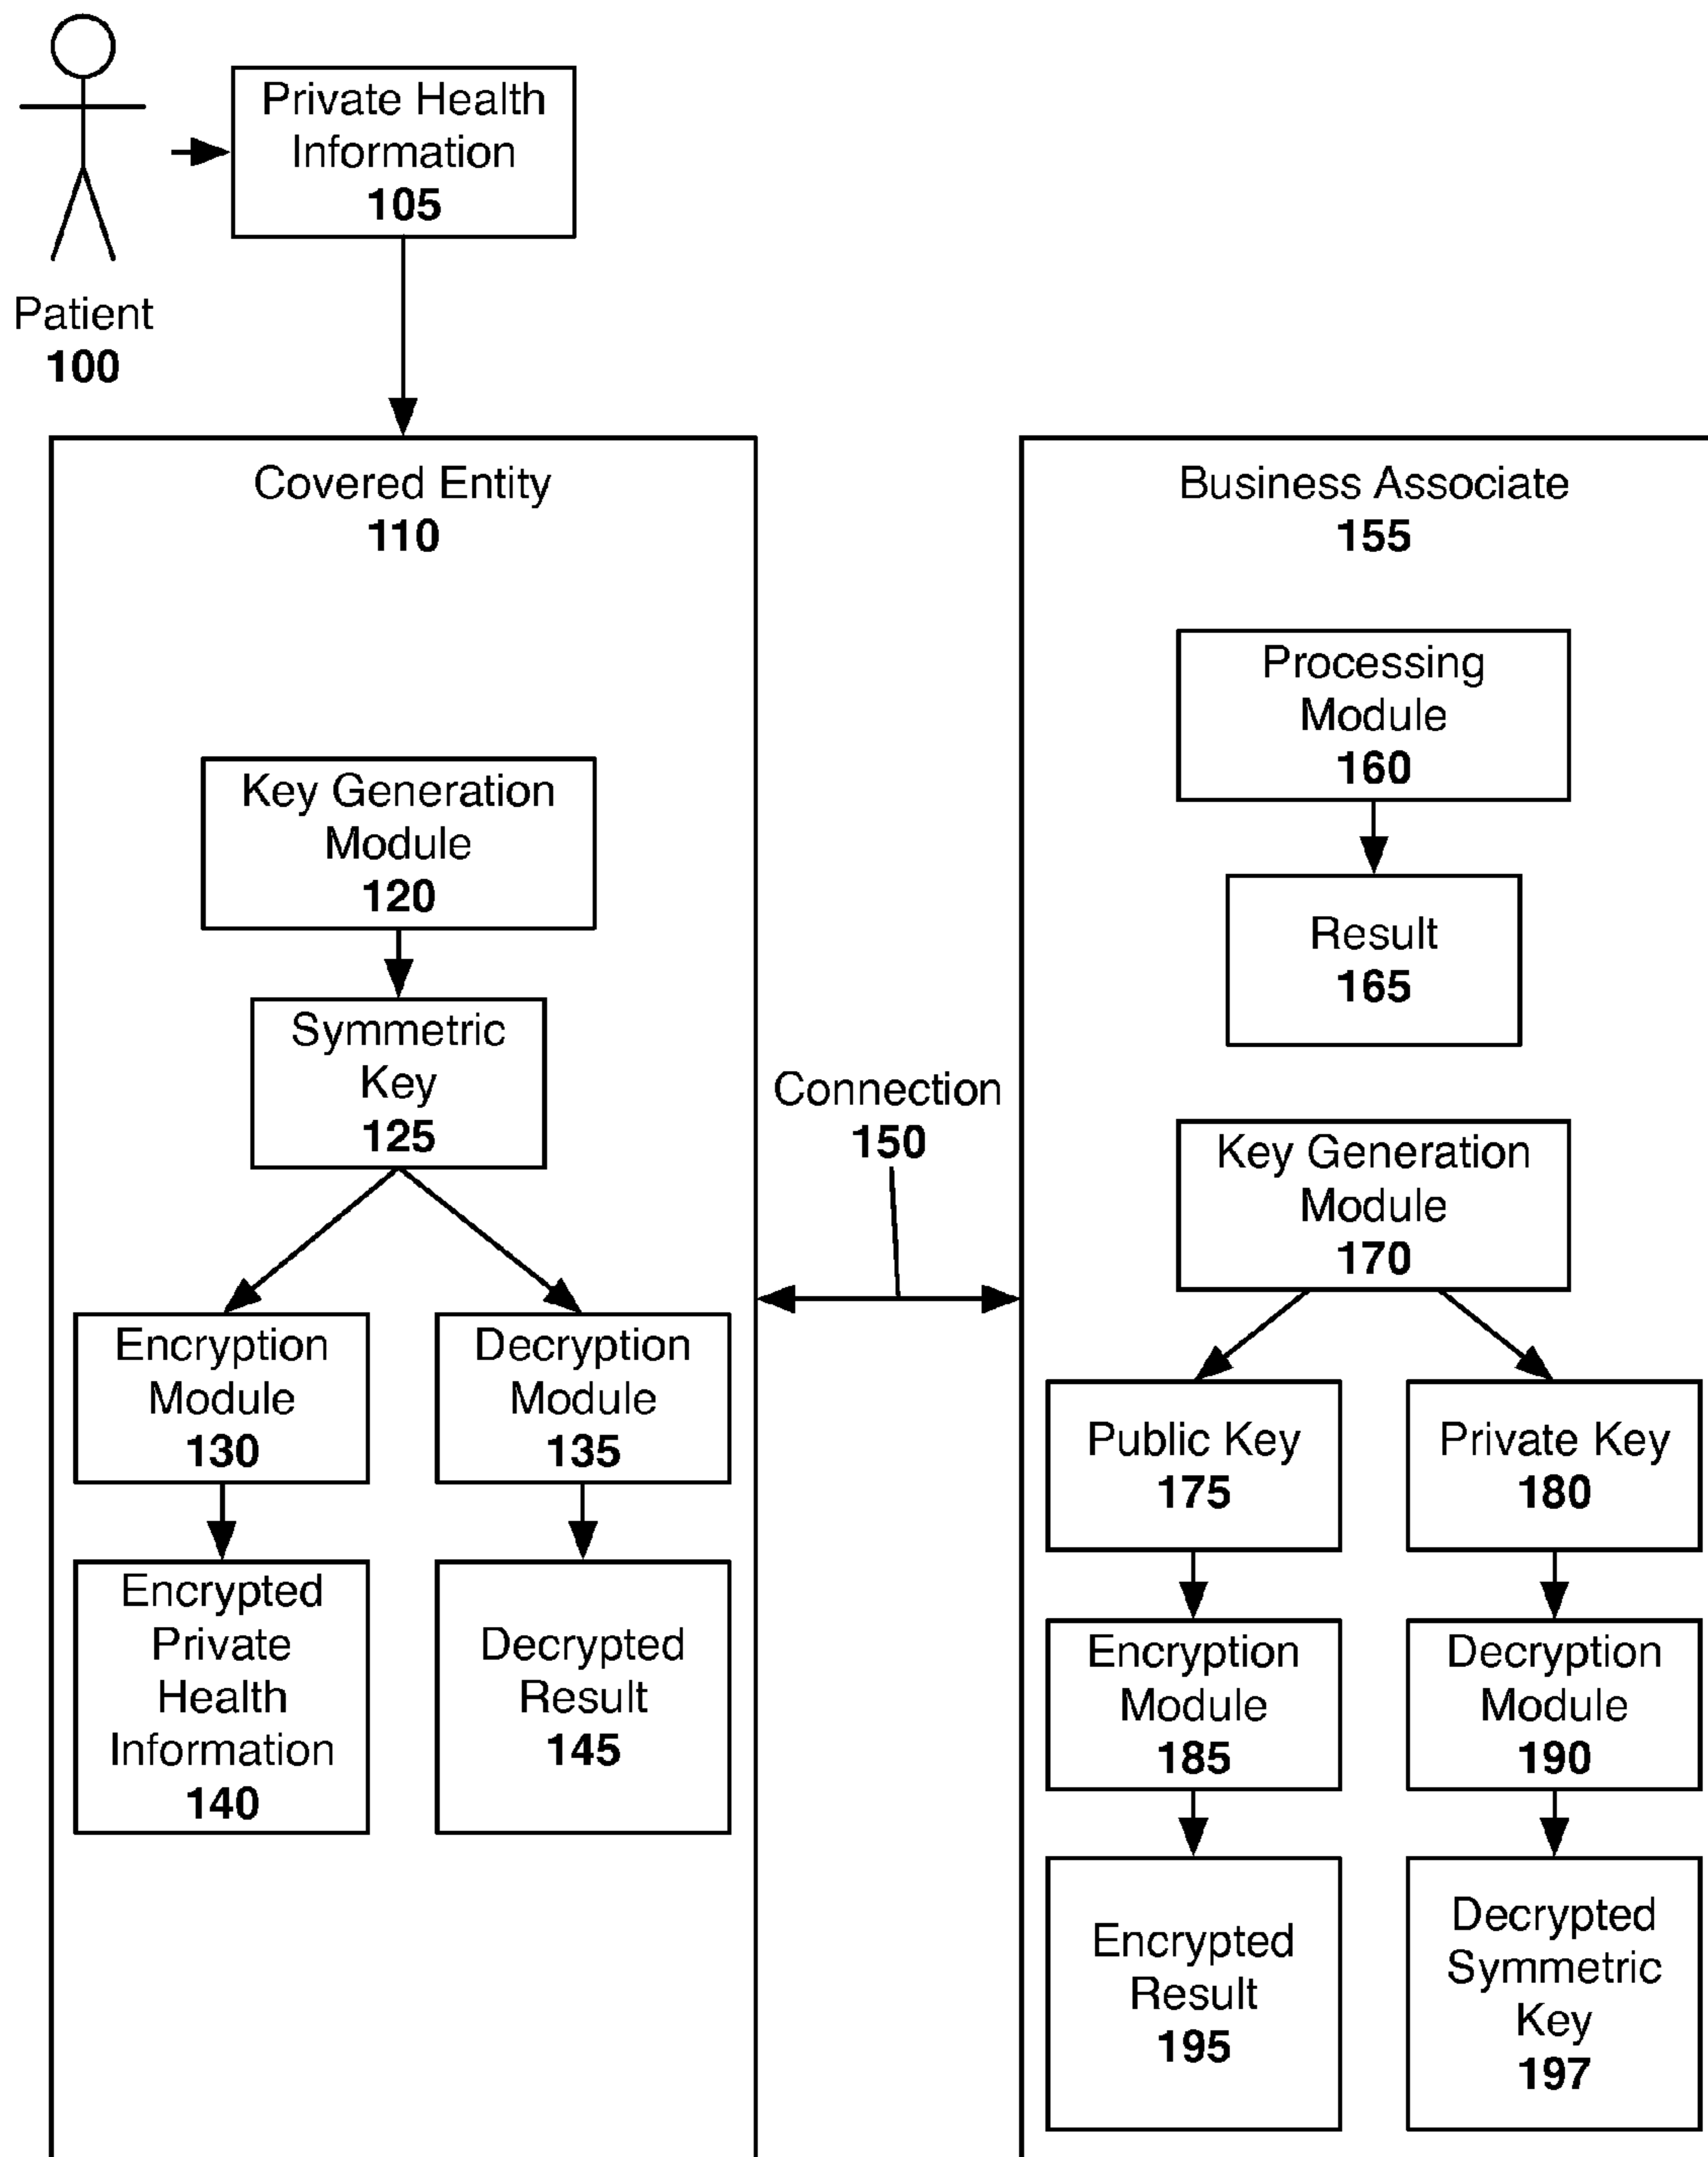 Private Health
Information
105
Patient
100
Covered Entity
110
Key Generation
Module
120
Symmetric
Key
125
Encryption
Module
130
Decryption
Module
135
Encrypted
Private
Health
Information
140
Decrypted
Result
145
Connection
150
Business Associate
155
Processing
Module
160
Result
165
Key Generation
Module
170
Public Key
175
Private Key
180
Encryption
Module
185
Decryption
Module
190
Encrypted
Result
195
Decrypted
Symmetric
Key
197